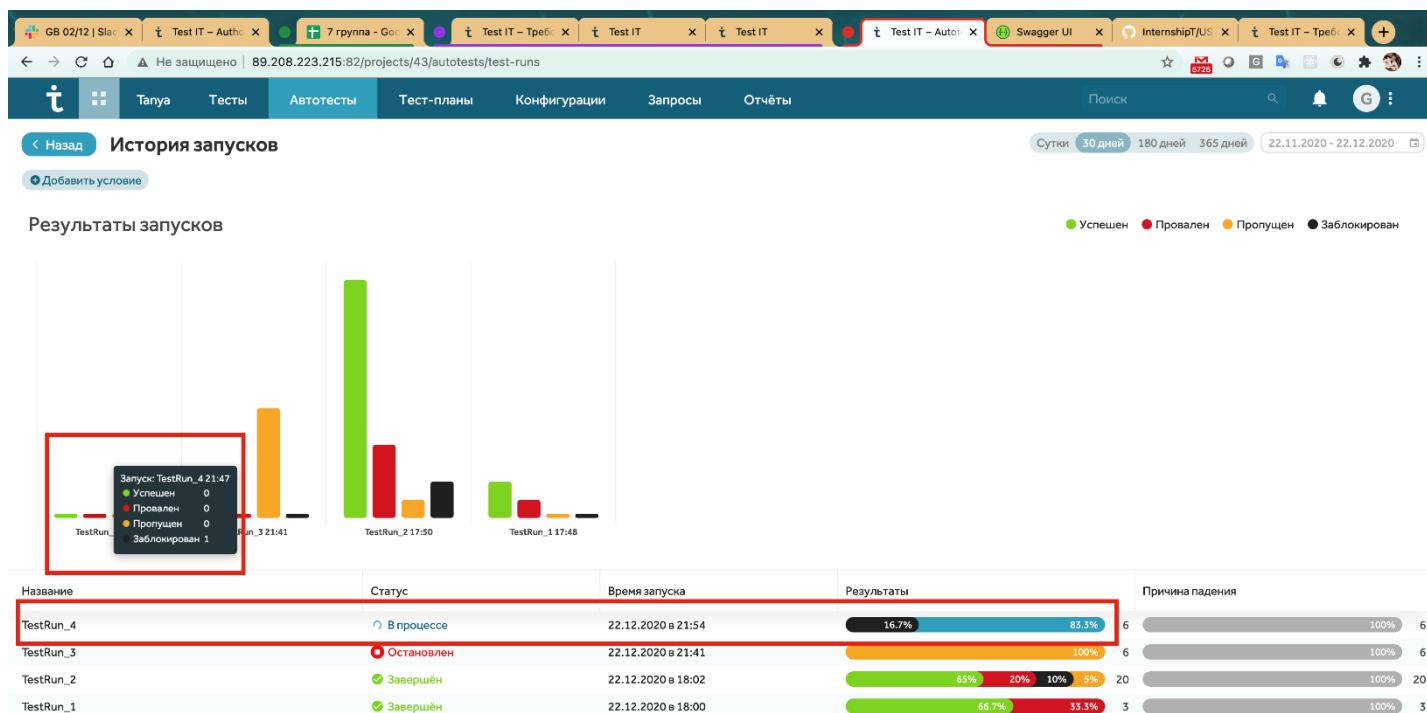 GB 02/12 | Slac
Test IT – Autho
7 группа - Goo
Test IT – Требо
Test IT
Test IT
Test IT – Autote
Swagger UI
InternshipT/US
Test IT – Требо
Не защищено | 89.208.223.215:82/projects/43/autotests/test-runs
6726
Tanya Тесты Автотесты Тест-планы Конфигурации Запросы Отчёты Поиск G
Назад История запусков Сутки 30 дней 180 дней 365 дней 22.11.2020 - 22.12.2020
Добавить условие
Результаты запусков Успешен Провален Пропущен Заблокирован
Запуск: TestRun_4 21:47
Успешен 0
Провален 0
Пропущен 0
Заблокирован 1
TestRun_ Run_3 21:41 TestRun_2 17:50 TestRun_1 17:48
Название Статус Время запуска Результаты Причина падения
TestRun_4 В процессе 22.12.2020 в 21:54 16.7% 83.3% 6 100% 6
TestRun_3 Остановлен 22.12.2020 в 21:41 100% 6 100% 6
TestRun_2 Завершён 22.12.2020 в 18:02 65% 20% 10% 5% 20 100% 20
TestRun_1 Завершён 22.12.2020 в 18:00 66.7% 33.3% 3 100% 3